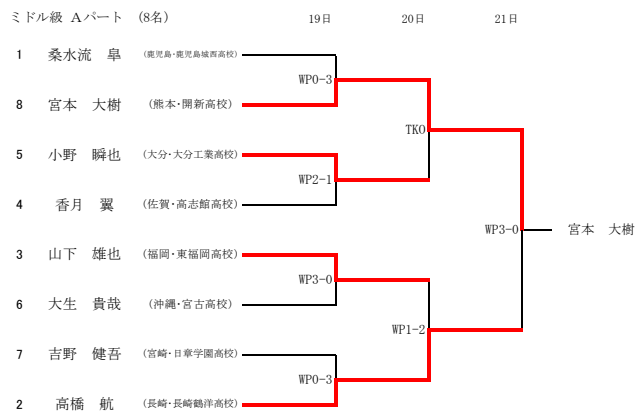 ミドル級 Aパート (8名) 19日 20日 21日
1 桑水流 皐 (鹿児島・鹿児島城西高校)
WP0-3
8 宮本 大樹 (熊本・開新高校)
TKO
5 小野 瞬也 (大分・大分工業高校)
WP2-1
4 香月 翼 (佐賀・高志館高校)
WP3-0 宮本 大樹
3 山下 雄也 (福岡・東福岡高校)
WP3-0
6 大生 貴哉 (沖縄・宮古高校)
WP1-2
7 吉野 健吾 (宮崎・日章学園高校)
WP0-3
2 高橋 航 (長崎・長崎鶴洋高校)